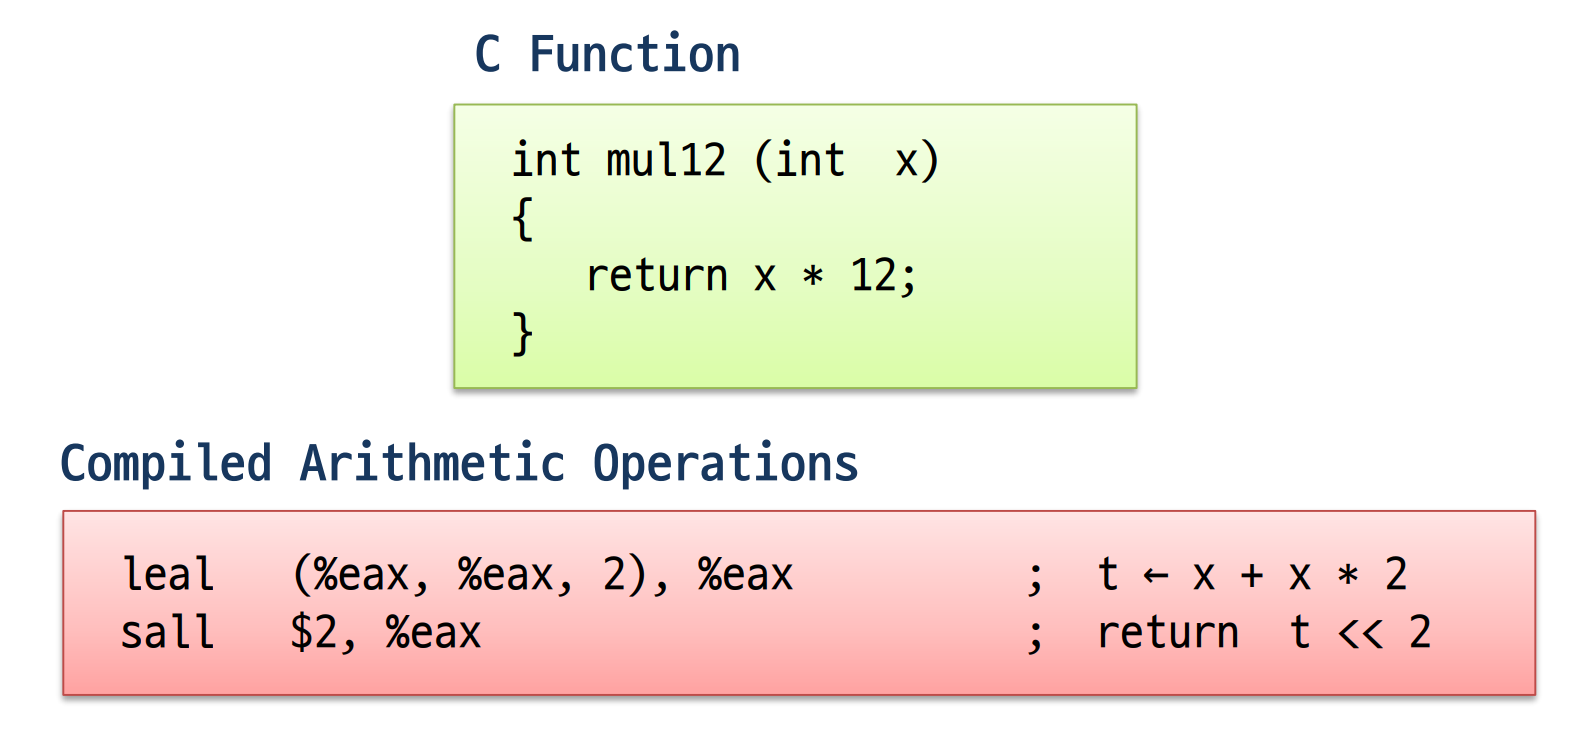 C Function
int mul12 (int  x)
{
   return x * 12;
}
Compiled Arithmetic Operations
leal   (%eax, %eax, 2), %eax          ;  t ← x + x * 2
sall   $2, %eax                       ;  return  t << 2